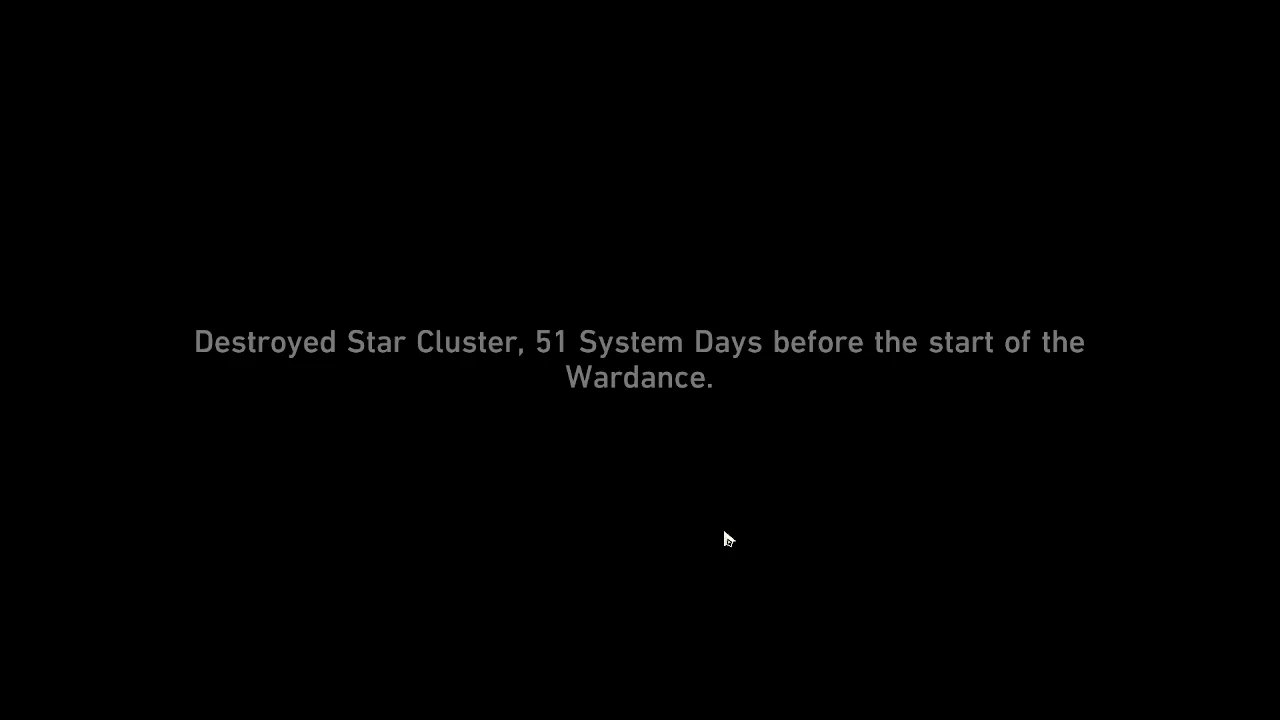 Destroyed Star Cluster, 51 System Days before the start of the
Wardance.